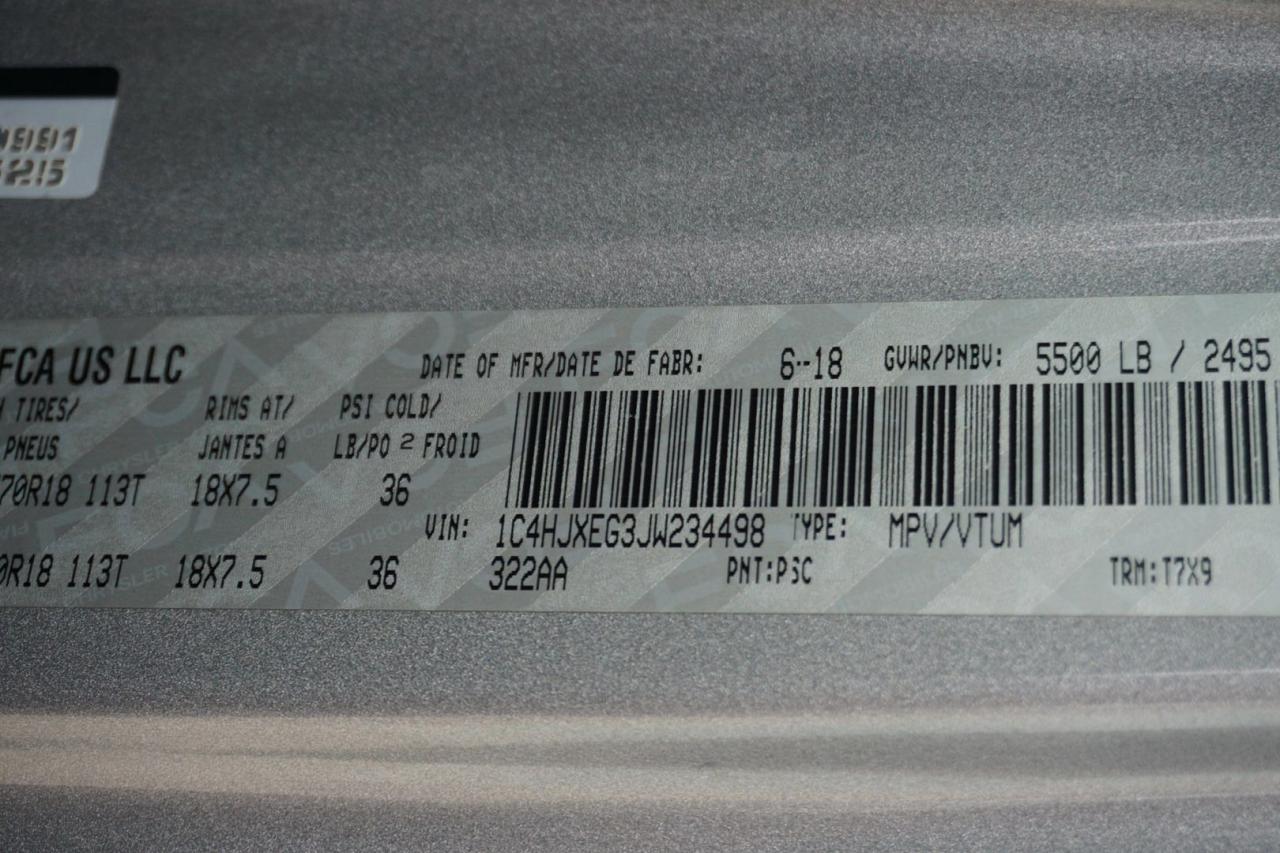 FCA US LLC DATE OF MFR/DATE DE FABR: 6-18 GVWR/PNBV: 5500 LB / 2495
TIRES/ RIMS AT/ PSI COLD/
PNEUS JANTES A LB/PO 2 FROID
70R18 113T 18X7.5 36
VIN: 1C4HJXEG3JW234498 TYPE: MPV/VTUM
0R18 113T 18X7.5 36 322AA PNT:PSC TRM:T7X9